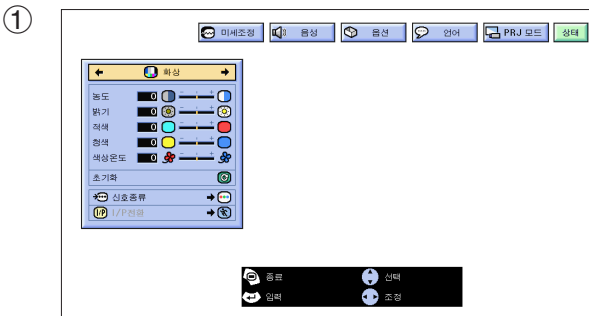 ①
미세조정 음성 옵션 언어 PRJ 모드 상태
화상
농도 0 - +
밝기 0 - +
적색 0 - +
청색 0 - +
색상온도 0 - +
초기화
신호종류
I/P I/P전환
종료 선택
입력 조정